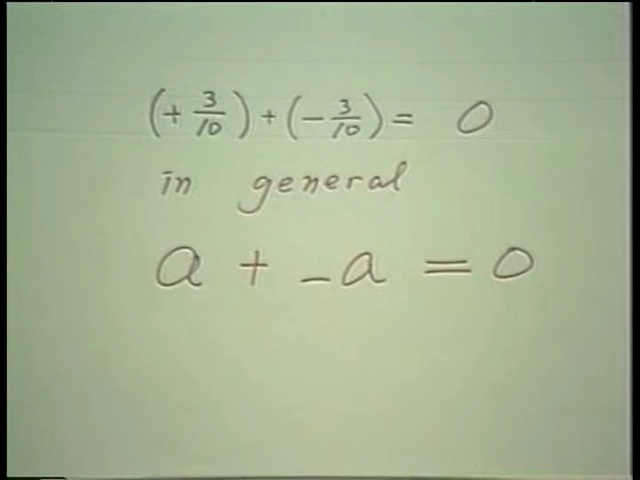 (+ 3/10) + (- 3/10) = 0
in general
a + -a = 0